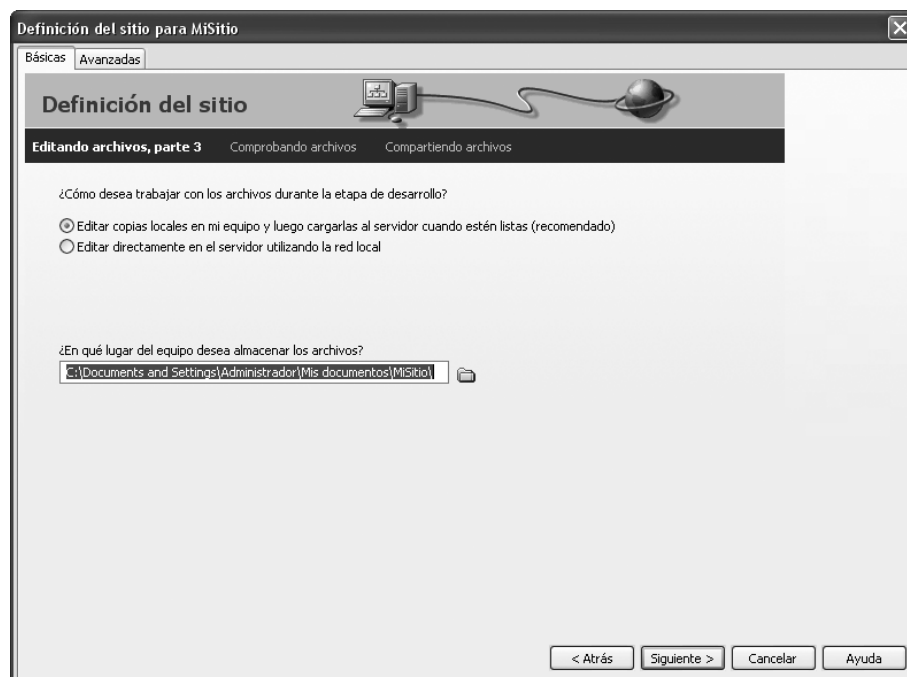 Definición del sitio para MiSitio
Básicas Avanzadas
Definición del sitio
Editando archivos, parte 3 Comprobando archivos Compartiendo archivos
¿Cómo desea trabajar con los archivos durante la etapa de desarrollo?
Editar copias locales en mi equipo y luego cargarlas al servidor cuando estén listas (recomendado)
Editar directamente en el servidor utilizando la red local
¿En qué lugar del equipo desea almacenar los archivos?
C:\Documents and Settings\Administrador\Mis documentos\MiSitio\
< Atrás Siguiente > Cancelar Ayuda